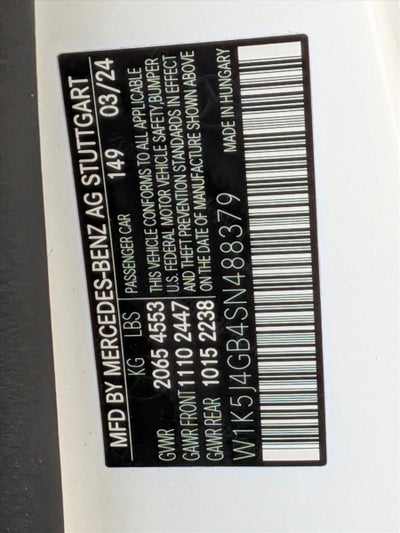 MFD BY MERCEDES-BENZ AG STUTTGART
KG LBS 149 03/24
GVWR 2065 4553
GAWR FRONT 1110 2447
GAWR REAR 1015 2238
PASSENGER CAR
THIS VEHICLE CONFORMS TO ALL APPLICABLE
U.S. FEDERAL MOTOR VEHICLE SAFETY, BUMPER
AND THEFT PREVENTION STANDARDS IN EFFECT
ON THE DATE OF MANUFACTURE SHOWN ABOVE
W1K5J4GB4SN488379
MADE IN HUNGARY